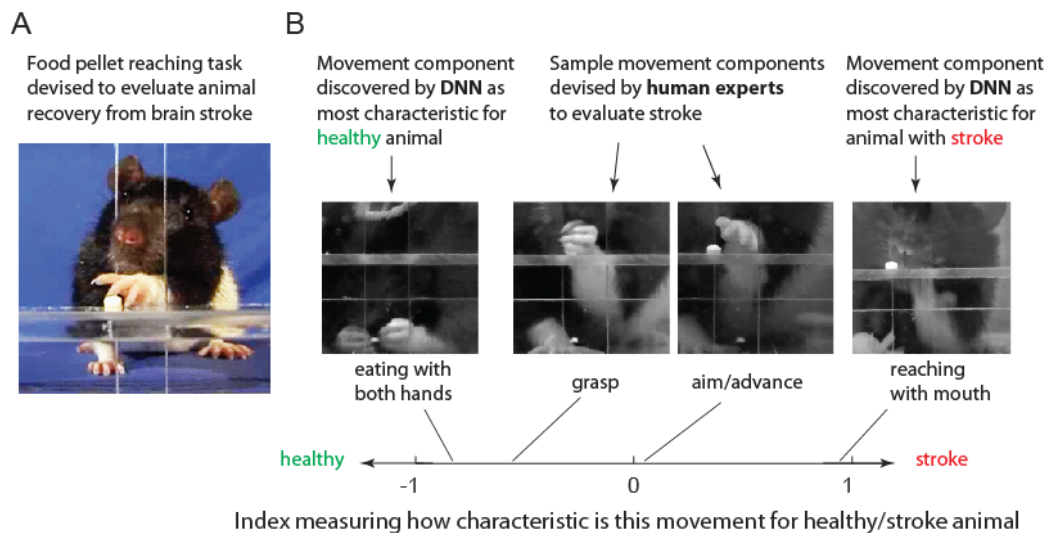 A
Food pellet reaching task
devised to eveluate animal
recovery from brain stroke
B
Movement component
discovered by DNN as
most characteristic for
healthy animal
Sample movement components
devised by human experts
to evaluate stroke
Movement component
discovered by DNN as
most characteristic for
animal with stroke
eating with
both hands
grasp
aim/advance
reaching
with mouth
healthy
stroke
-1
0
1
Index measuring how characteristic is this movement for healthy/stroke animal